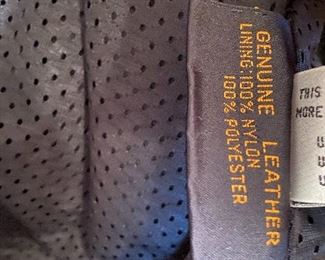 GENUINE LEATHER
LINING: 100% NYLON
100% POLYESTER
THIS
MORE